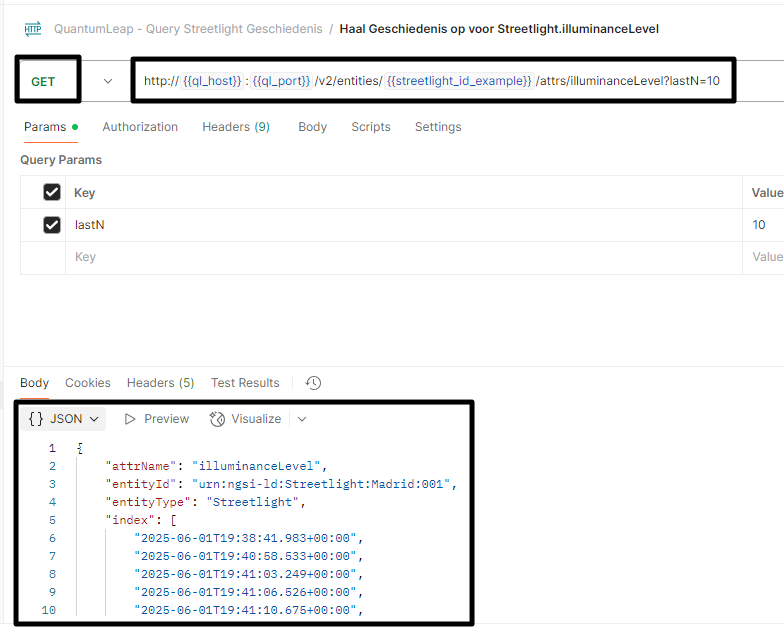 HTTP QuantumLeap - Query Streetlight Geschiedenis / Haal Geschiedenis op voor Streetlight.illuminanceLevel
GET http://{{ql_host}}:{{ql_port}}/v2/entities/{{streetlight_id_example}}/attrs/illuminanceLevel?lastN=10
Params Authorization Headers (9) Body Scripts Settings
Query Params
Key Value
lastN 10
Key Value
Body Cookies Headers (5) Test Results
{} JSON Preview Visualize
1 {
2 "attrName": "illuminanceLevel",
3 "entityId": "urn:ngsi-ld:Streetlight:Madrid:001",
4 "entityType": "Streetlight",
5 "index": [
6 "2025-06-01T19:38:41.983+00:00",
7 "2025-06-01T19:40:58.533+00:00",
8 "2025-06-01T19:41:03.249+00:00",
9 "2025-06-01T19:41:06.526+00:00",
10 "2025-06-01T19:41:10.675+00:00",